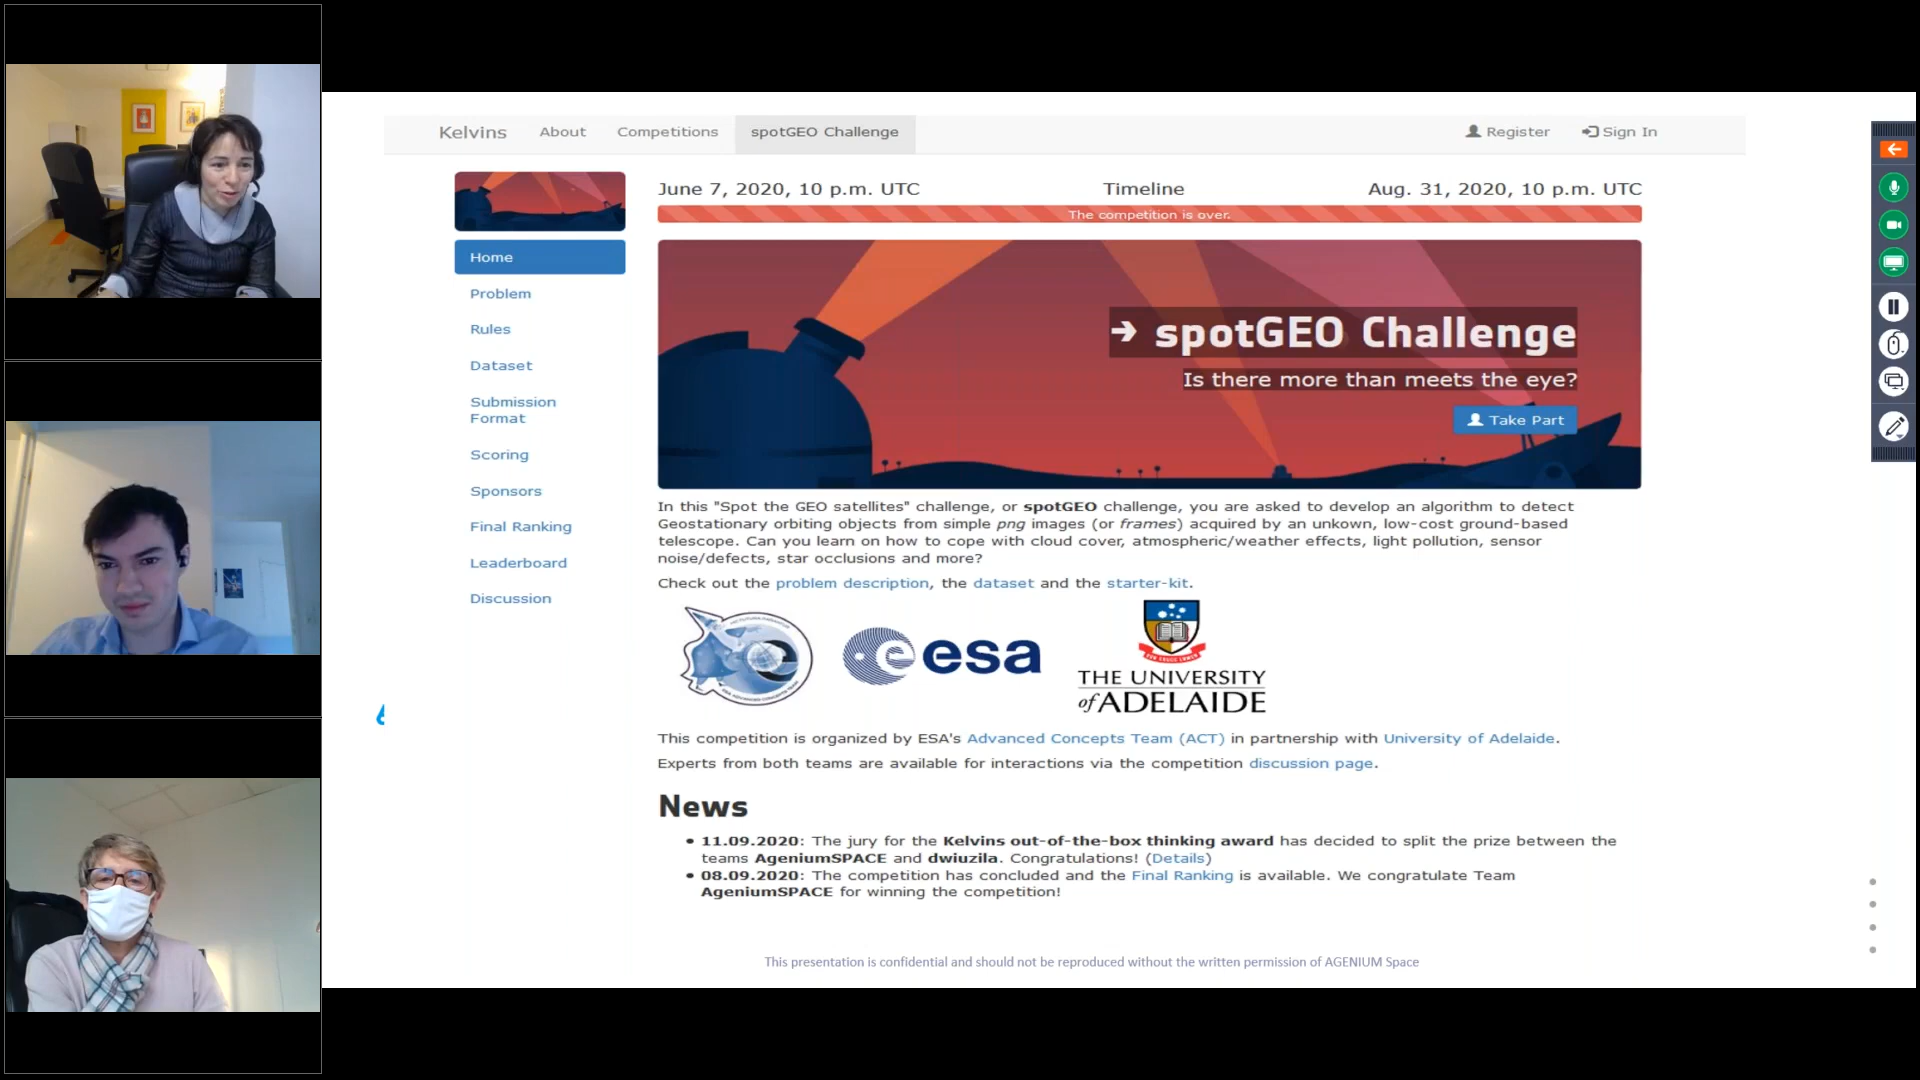 Kelvins About Competitions spotGEO Challenge Register Sign In
June 7, 2020, 10 p.m. UTC Timeline Aug. 31, 2020, 10 p.m. UTC
The competition is over.
Home
Problem
Rules
Dataset
Submission
Format
Scoring
Sponsors
Final Ranking
Leaderboard
Discussion
➔ spotGEO Challenge
Is there more than meets the eye?
Take Part
In this "Spot the GEO satellites" challenge, or spotGEO challenge, you are asked to develop an algorithm to detect
Geostationary orbiting objects from simple png images (or frames) acquired by an unkown, low-cost ground-based
telescope. Can you learn on how to cope with cloud cover, atmospheric/weather effects, light pollution, sensor
noise/defects, star occlusions and more?
Check out the problem description, the dataset and the starter-kit.
esa
THE UNIVERSITY
of ADELAIDE
This competition is organized by ESA's Advanced Concepts Team (ACT) in partnership with University of Adelaide.
Experts from both teams are available for interactions via the competition discussion page.
News
• 11.09.2020: The jury for the Kelvins out-of-the-box thinking award has decided to split the prize between the
teams AgeniumSPACE and dwiuzila. Congratulations! (Details)
• 08.09.2020: The competition has concluded and the Final Ranking is available. We congratulate Team
AgeniumSPACE for winning the competition!
This presentation is confidential and should not be reproduced without the written permission of AGENIUM Space